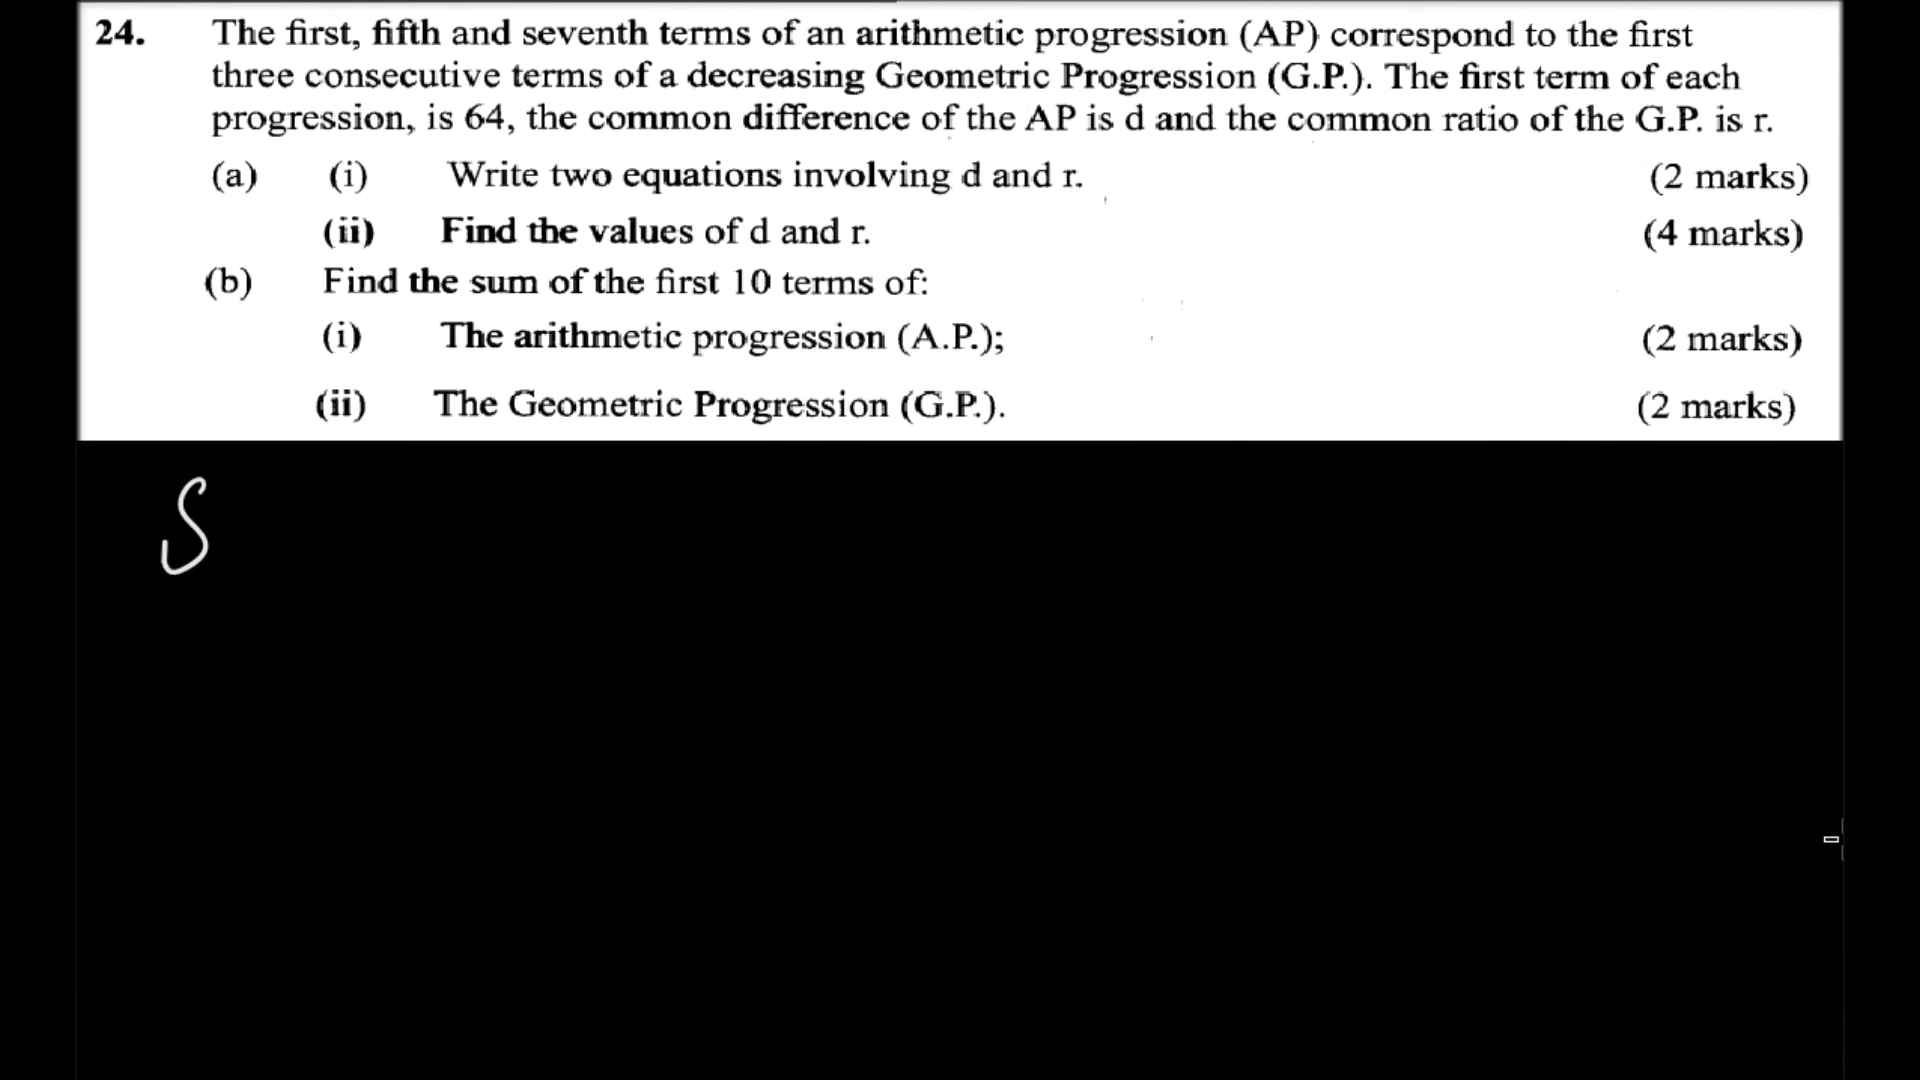 24. The first, fifth and seventh terms of an arithmetic progression (AP) correspond to the first
three consecutive terms of a decreasing Geometric Progression (G.P.). The first term of each
progression, is 64, the common difference of the AP is d and the common ratio of the G.P. is r.
(a) (i) Write two equations involving d and r. (2 marks)
(ii) Find the values of d and r. (4 marks)
(b) Find the sum of the first 10 terms of:
(i) The arithmetic progression (A.P.); (2 marks)
(ii) The Geometric Progression (G.P.). (2 marks)
S